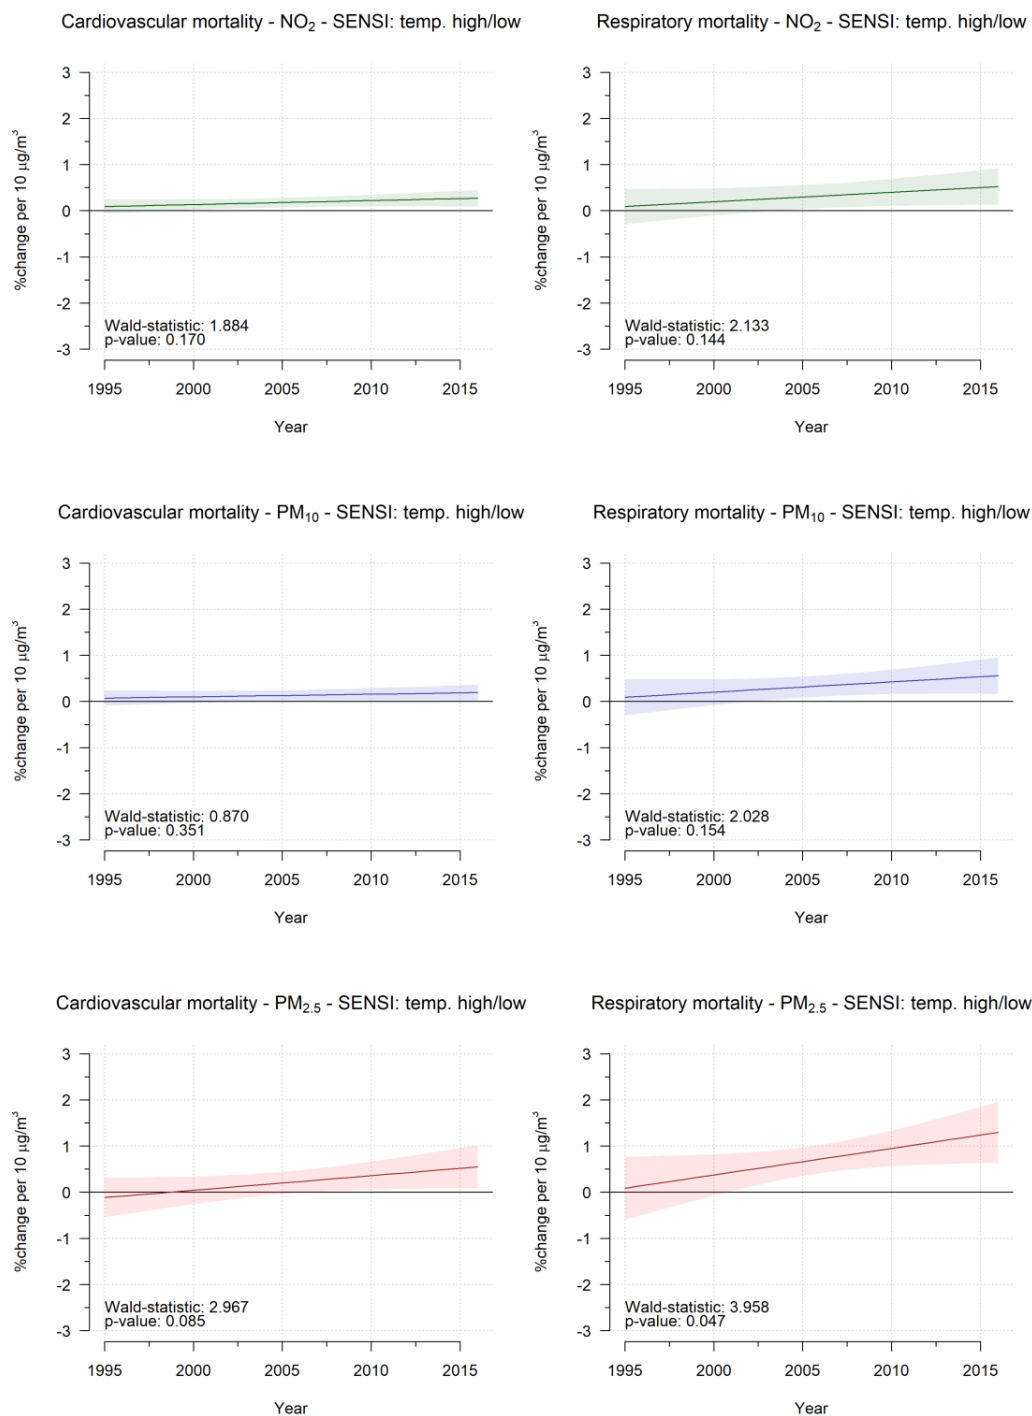 Cardiovascular mortality - NO₂ - SENSI: temp. high/low
%change per 10 μg/m³
3
2
1
0
-1
-2
-3
Wald-statistic: 1.884
p-value: 0.170
1995 2000 2005 2010 2015
Year
Respiratory mortality - NO₂ - SENSI: temp. high/low
%change per 10 μg/m³
3
2
1
0
-1
-2
-3
Wald-statistic: 2.133
p-value: 0.144
1995 2000 2005 2010 2015
Year
Cardiovascular mortality - PM₁₀ - SENSI: temp. high/low
%change per 10 μg/m³
3
2
1
0
-1
-2
-3
Wald-statistic: 0.870
p-value: 0.351
1995 2000 2005 2010 2015
Year
Respiratory mortality - PM₁₀ - SENSI: temp. high/low
%change per 10 μg/m³
3
2
1
0
-1
-2
-3
Wald-statistic: 2.028
p-value: 0.154
1995 2000 2005 2010 2015
Year
Cardiovascular mortality - PM₂.₅ - SENSI: temp. high/low
%change per 10 μg/m³
3
2
1
0
-1
-2
-3
Wald-statistic: 2.967
p-value: 0.085
1995 2000 2005 2010 2015
Year
Respiratory mortality - PM₂.₅ - SENSI: temp. high/low
%change per 10 μg/m³
3
2
1
0
-1
-2
-3
Wald-statistic: 3.958
p-value: 0.047
1995 2000 2005 2010 2015
Year